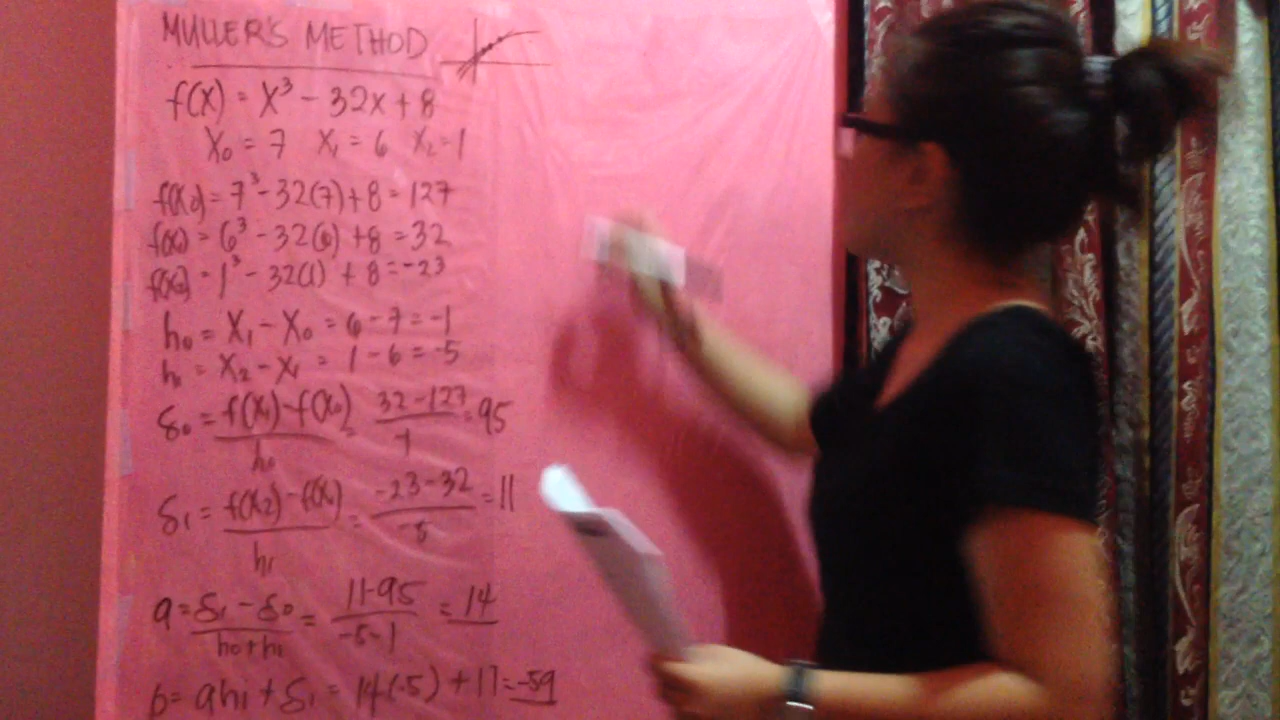 MULLER'S METHOD
f(x) = x³ - 32x + 8
x₀ = 7 x₁ = 6 x₂ = 1
f(x₀) = 7³ - 32(7) + 8 = 127
f(x₁) = 6³ - 32(6) + 8 = 32
f(x₂) = 1³ - 32(1) + 8 = -23
h₀ = x₁ - x₀ = 6 - 7 = -1
h₁ = x₂ - x₁ = 1 - 6 = -5
δ₀ = f(x₁) - f(x₀) / h₀ = 32 - 127 / -1 = 95
δ₁ = f(x₂) - f(x₁) / h₁ = -23 - 32 / -5 = 11
a = δ₁ - δ₀ / h₀ + h₁ = 11 - 95 / -5 - 1 = 14
b = ah₁ + δ₁ = 14(-5) + 11 = -59